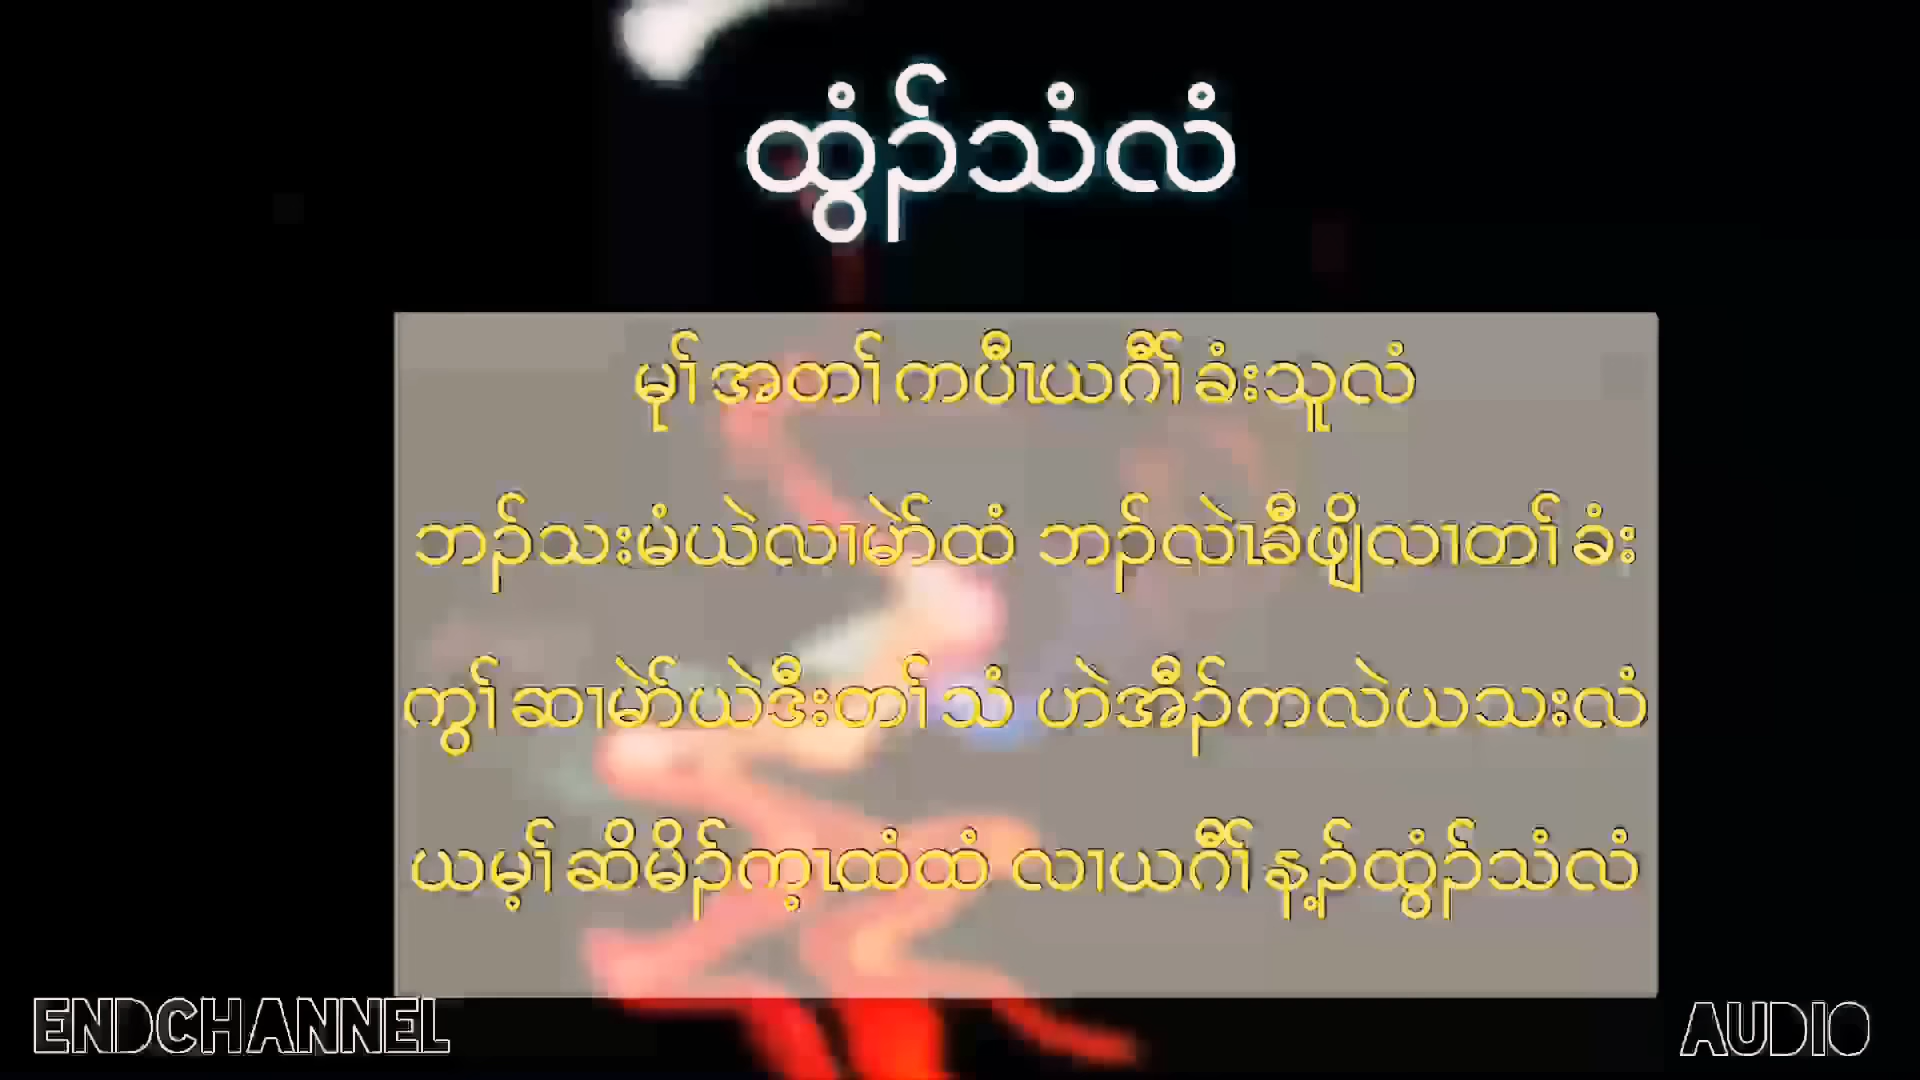 ထွံၣ်သံလံ
မုၢ်အတၢ်ကပီၤယဂီၢ်ခံးသူလံ
ဘၣ်သးမံယဲလၢမဲာ်ထံ ဘၣ်လဲၤခီဖျိလၢတၢ်ခံး
ကွၢ်ဆၢမဲာ်ယဲဒီးတၢ်သံ ဟဲအီၣ်ကလဲယသးလံ
ယမ့ၢ်ဆိမိၣ်က့ၤထံထံ လၢယဂီၢ်န့ၣ်ထွံၣ်သံလံ
ENDCHANNEL
AUDIO